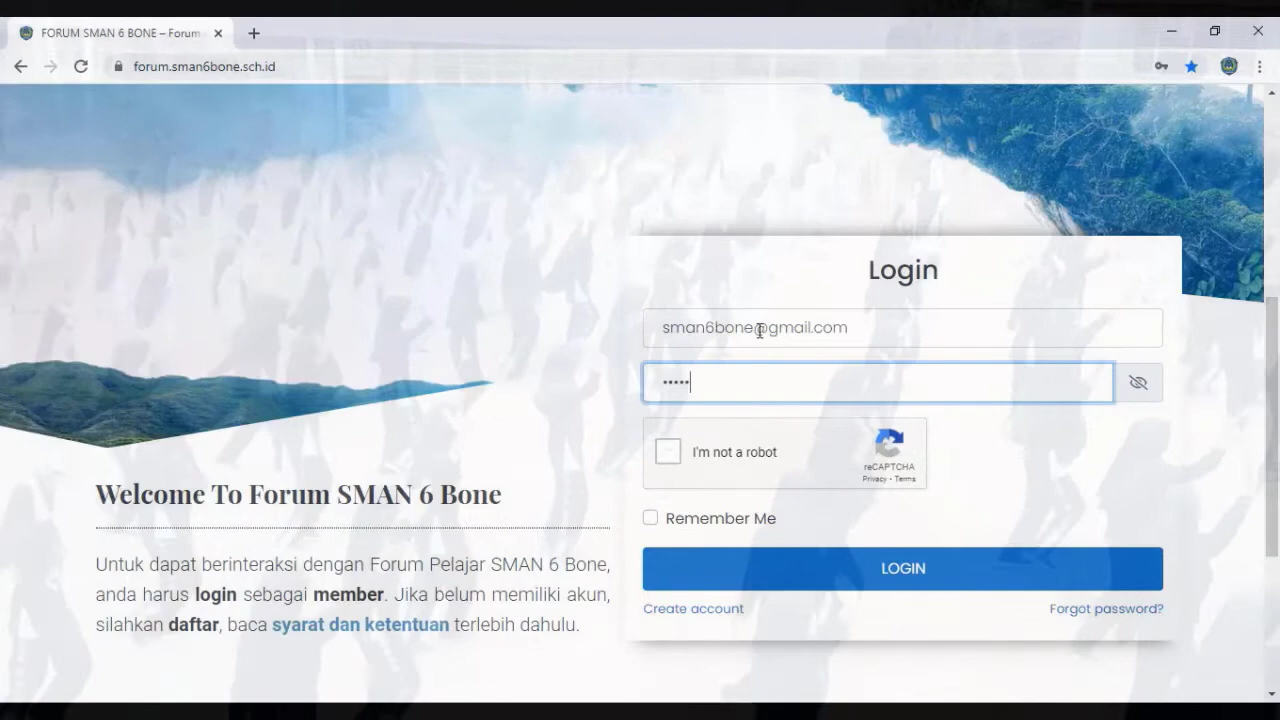 FORUM SMAN 6 BONE – Forum
forum.sman6bone.sch.id
Login
sman6bone@gmail.com
•••••
I'm not a robot
reCAPTCHA
Privacy - Terms
Remember Me
LOGIN
Create account
Forgot password?
Welcome To Forum SMAN 6 Bone
Untuk dapat berinteraksi dengan Forum Pelajar SMAN 6 Bone,
anda harus login sebagai member. Jika belum memiliki akun,
silahkan daftar, baca syarat dan ketentuan terlebih dahulu.